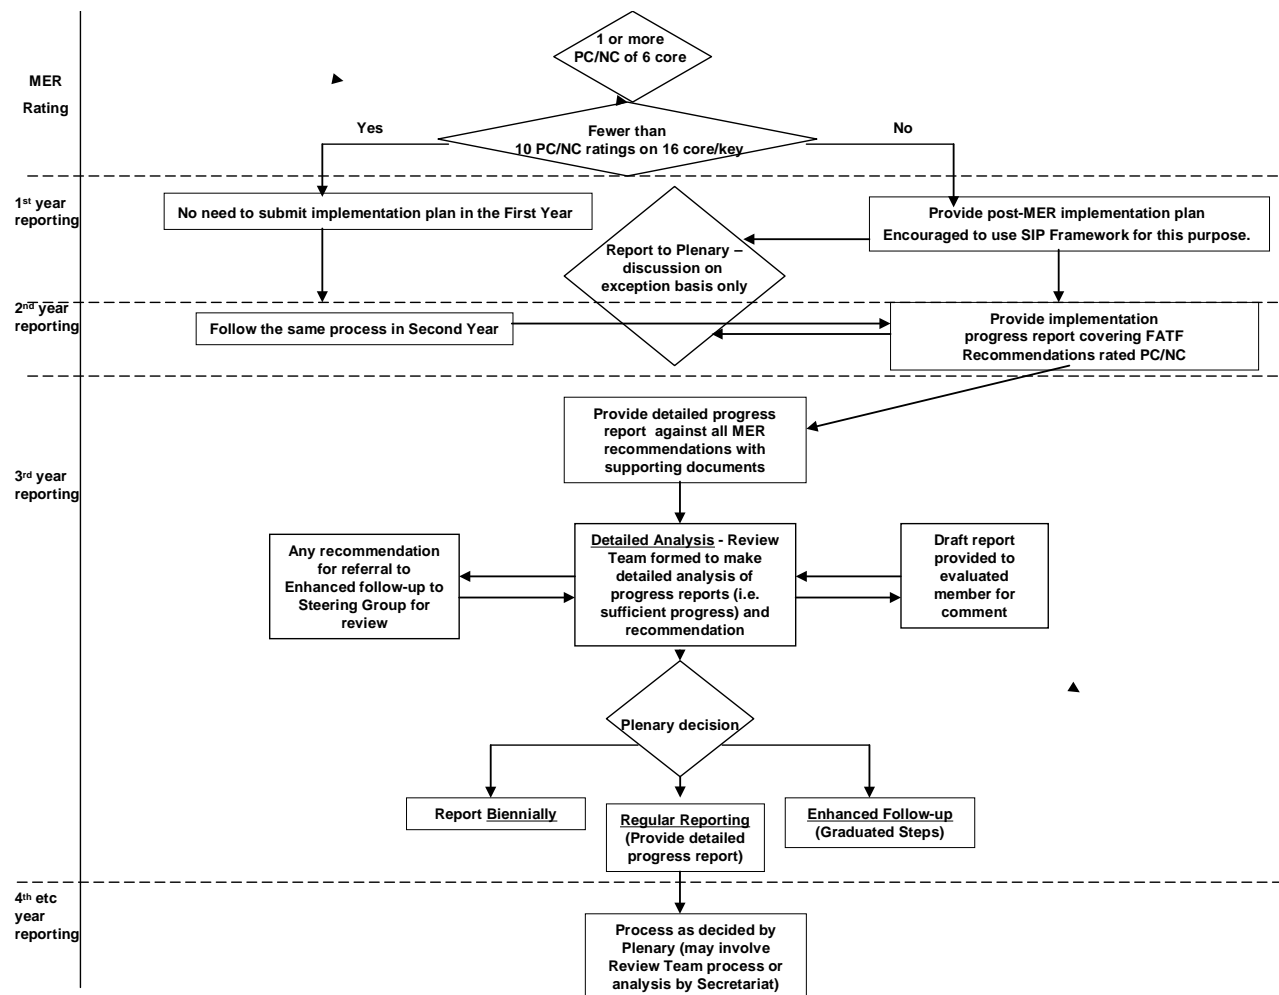 1 or more
PC/NC of 6 core
MER
Rating
Yes
No
Fewer than
10 PC/NC ratings on 16 core/key
1st year
reporting
No need to submit implementation plan in the First Year
Provide post-MER implementation plan
Encouraged to use SIP Framework for this purpose.
Report to Plenary –
discussion on
exception basis only
2nd year
reporting
Follow the same process in Second Year
Provide implementation
progress report covering FATF
Recommendations rated PC/NC
3rd year
reporting
Provide detailed progress
report against all MER
recommendations with
supporting documents
Any recommendation
for referral to
Enhanced follow-up to
Steering Group for
review
Detailed Analysis - Review
Team formed to make
detailed analysis of
progress reports (i.e.
sufficient progress) and
recommendation
Draft report
provided to
evaluated
member for
comment
Plenary decision
Report Biennially
Regular Reporting
(Provide detailed
progress report)
Enhanced Follow-up
(Graduated Steps)
4th etc
year
reporting
Process as decided by
Plenary (may involve
Review Team process or
analysis by Secretariat)